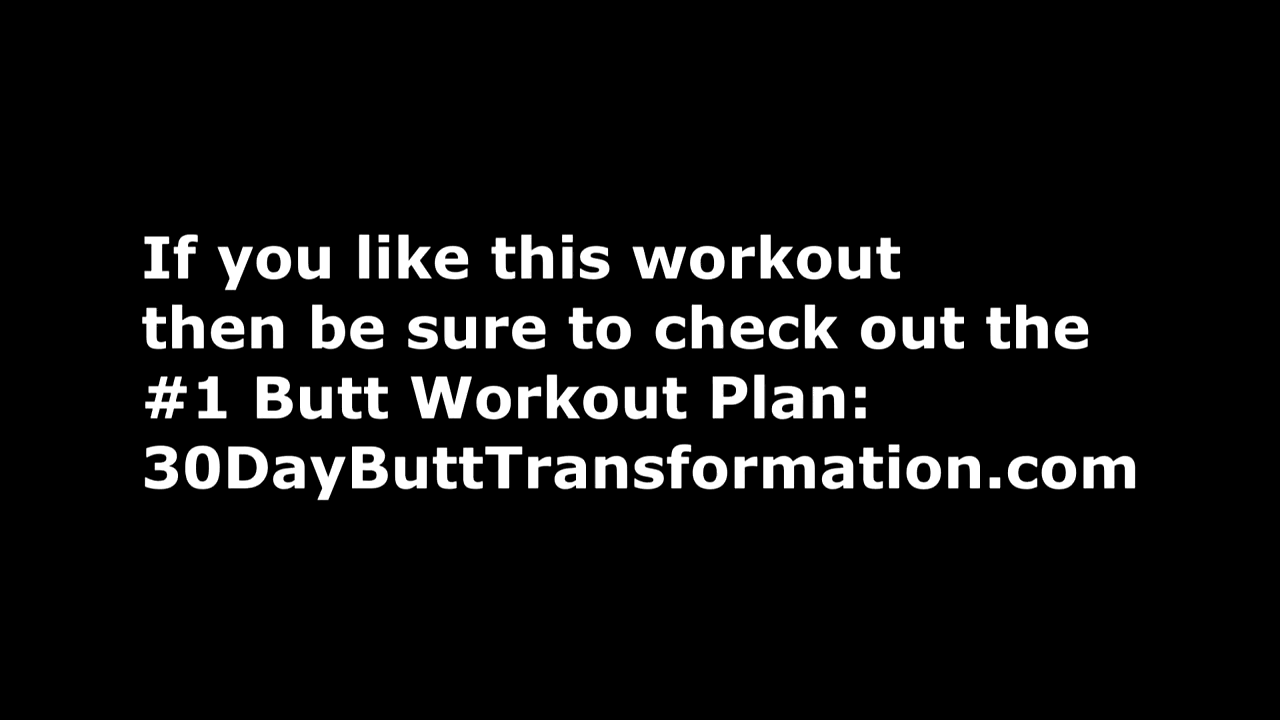 If you like this workout
then be sure to check out the
#1 Butt Workout Plan:
30DayButtTransformation.com